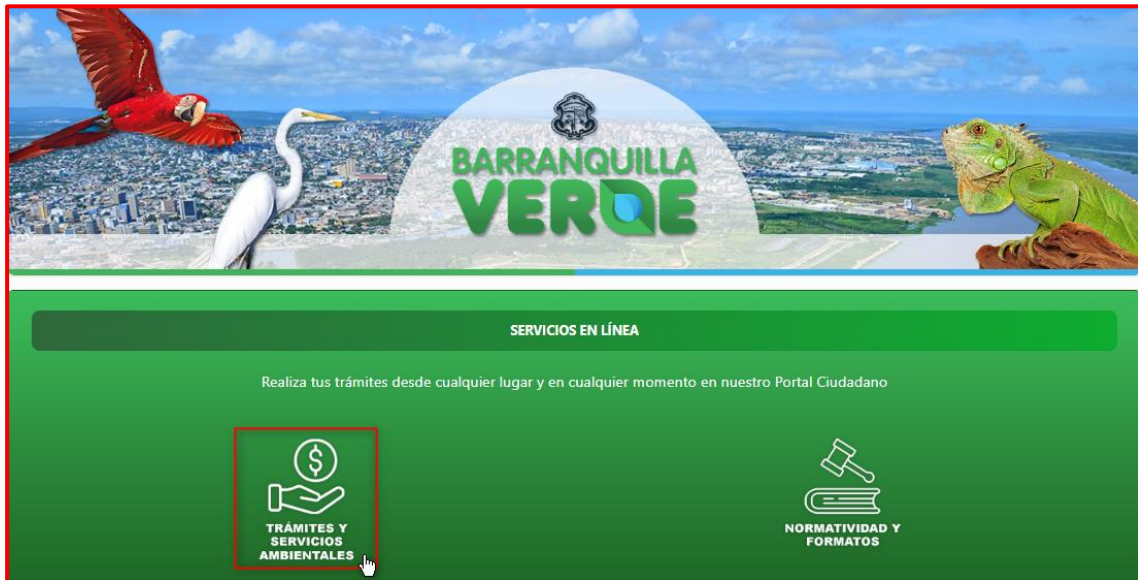 BARRANQUILLA
VERDE
SERVICIOS EN LÍNEA
Realiza tus trámites desde cualquier lugar y en cualquier momento en nuestro Portal Ciudadano
TRÁMITES Y
SERVICIOS
AMBIENTALES
NORMATIVIDAD Y
FORMATOS